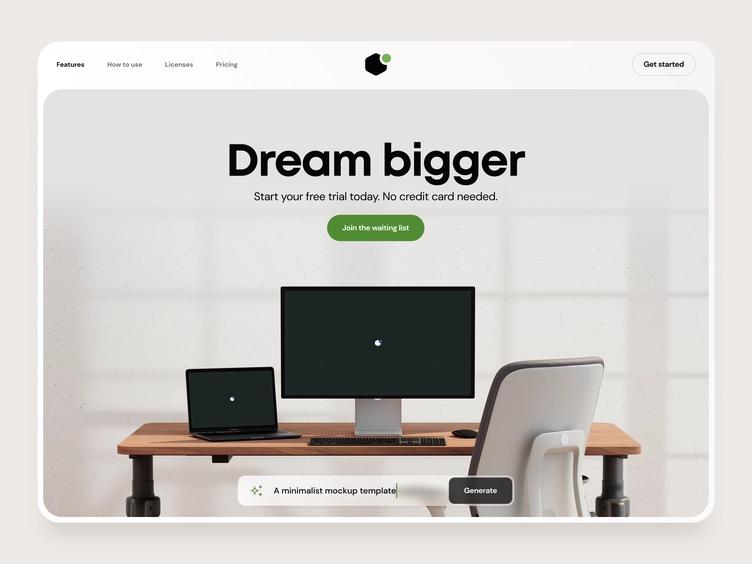 Features
How to use
Licenses
Pricing
Get started
Dream bigger
Start your free trial today. No credit card needed.
Join the waiting list
A minimalist mockup template
Generate